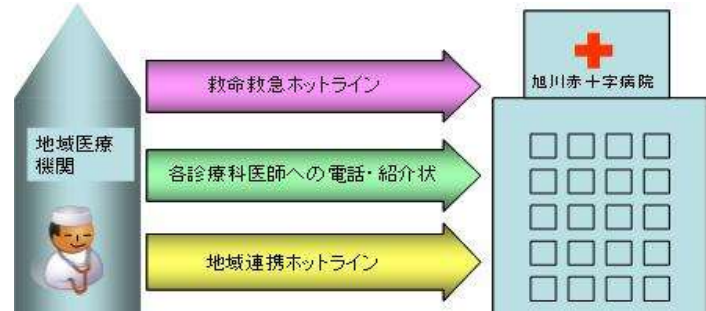 地域医療
機関
救命救急ホットライン
各診療科医師への電話・紹介状
地域連携ホットライン
旭川赤十字病院